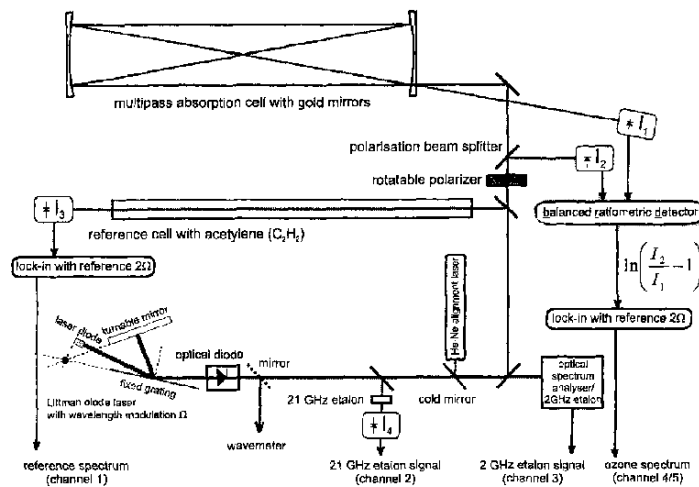 multipass absorption cell with gold mirrors
I₁
polarisation beam splitter
I₂
rotatable polarizer
I₃
reference cell with acetylene (C₂H₂)
balanced ratiometric detector
lock-in with reference 2Ω
ln(I₂/I₁ − 1)
lock-in with reference 2Ω
laser diode
turnable mirror
He-Ne alignment laser
optical diode
mirror
optical
spectrum
analyser/
2GHz etalon
fixed grating
21 GHz etalon
cold mirror
Littman diode laser
with wavelength modulation Ω
I₄
wavemeter
reference spectrum
(channel 1)
21 GHz etalon signal
(channel 2)
2 GHz etalon signal
(channel 3)
ozone spectrum
(channel 4/5)